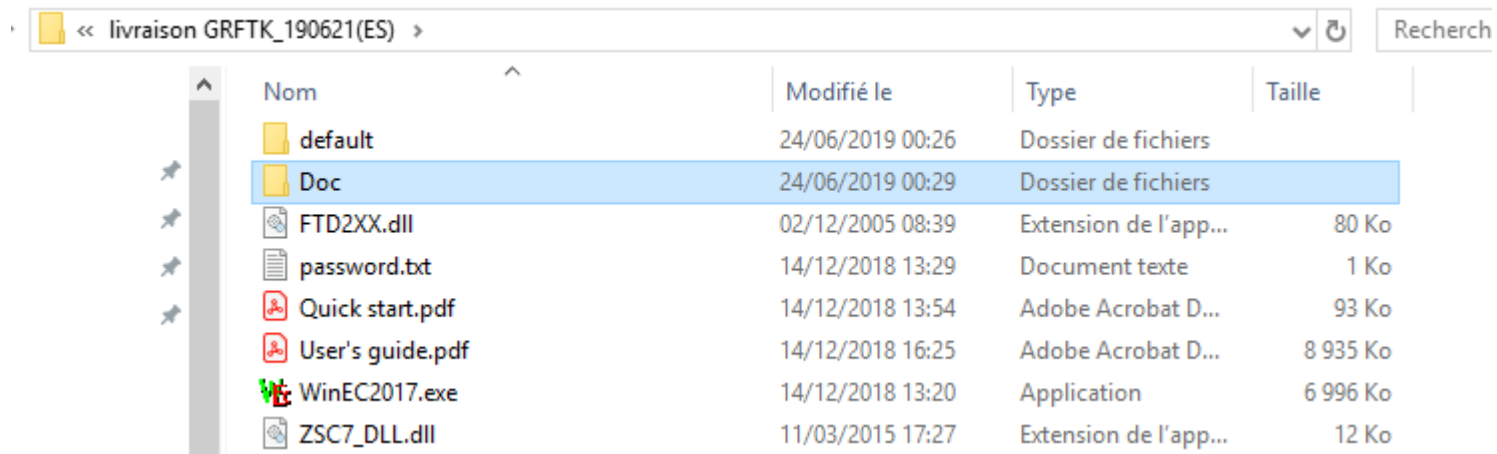 « livraison GRFTK_190621(ES) > Recherch
Nom Modifié le Type Taille
default 24/06/2019 00:26 Dossier de fichiers
Doc 24/06/2019 00:29 Dossier de fichiers
FTD2XX.dll 02/12/2005 08:39 Extension de l'app... 80 Ko
password.txt 14/12/2018 13:29 Document texte 1 Ko
Quick start.pdf 14/12/2018 13:54 Adobe Acrobat D... 93 Ko
User's guide.pdf 14/12/2018 16:25 Adobe Acrobat D... 8 935 Ko
WinEC2017.exe 14/12/2018 13:20 Application 6 996 Ko
ZSC7_DLL.dll 11/03/2015 17:27 Extension de l'app... 12 Ko